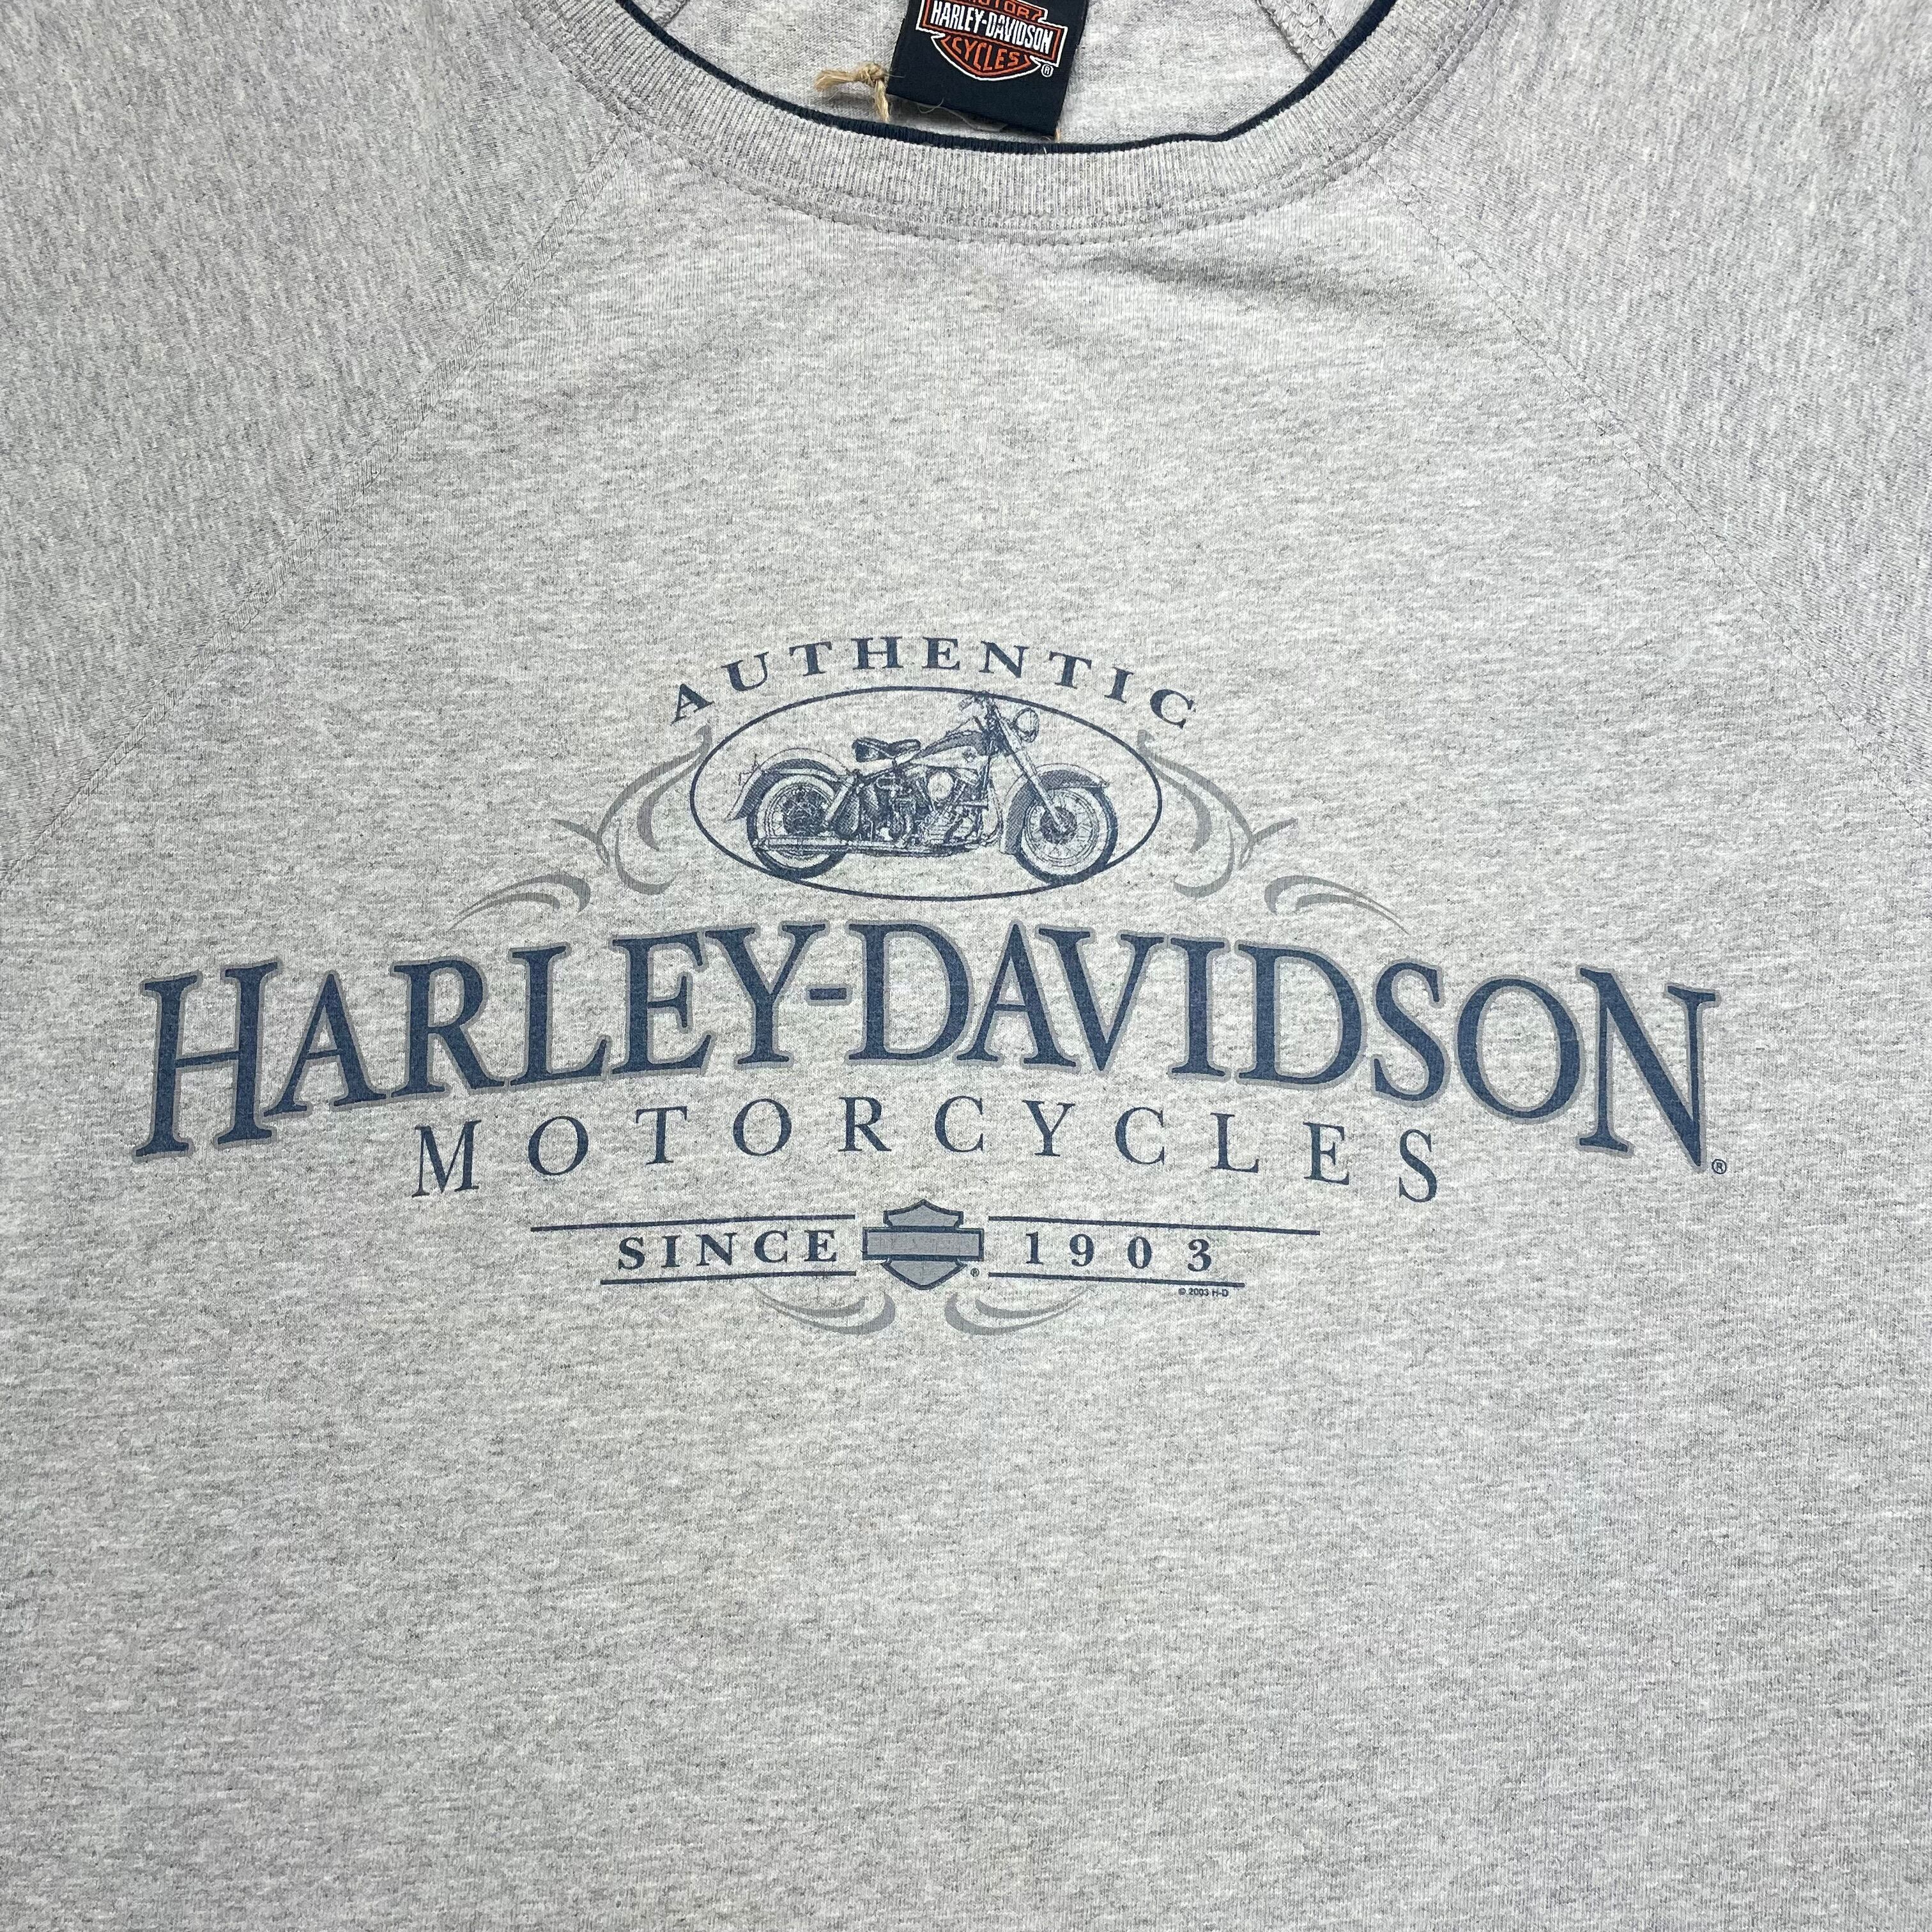 MOTOR
HARLEY-DAVIDSON
CYCLES
®
AUTHENTIC
HARLEY-DAVIDSON
®
MOTORCYCLES
SINCE 1903
®
© 2003 H-D